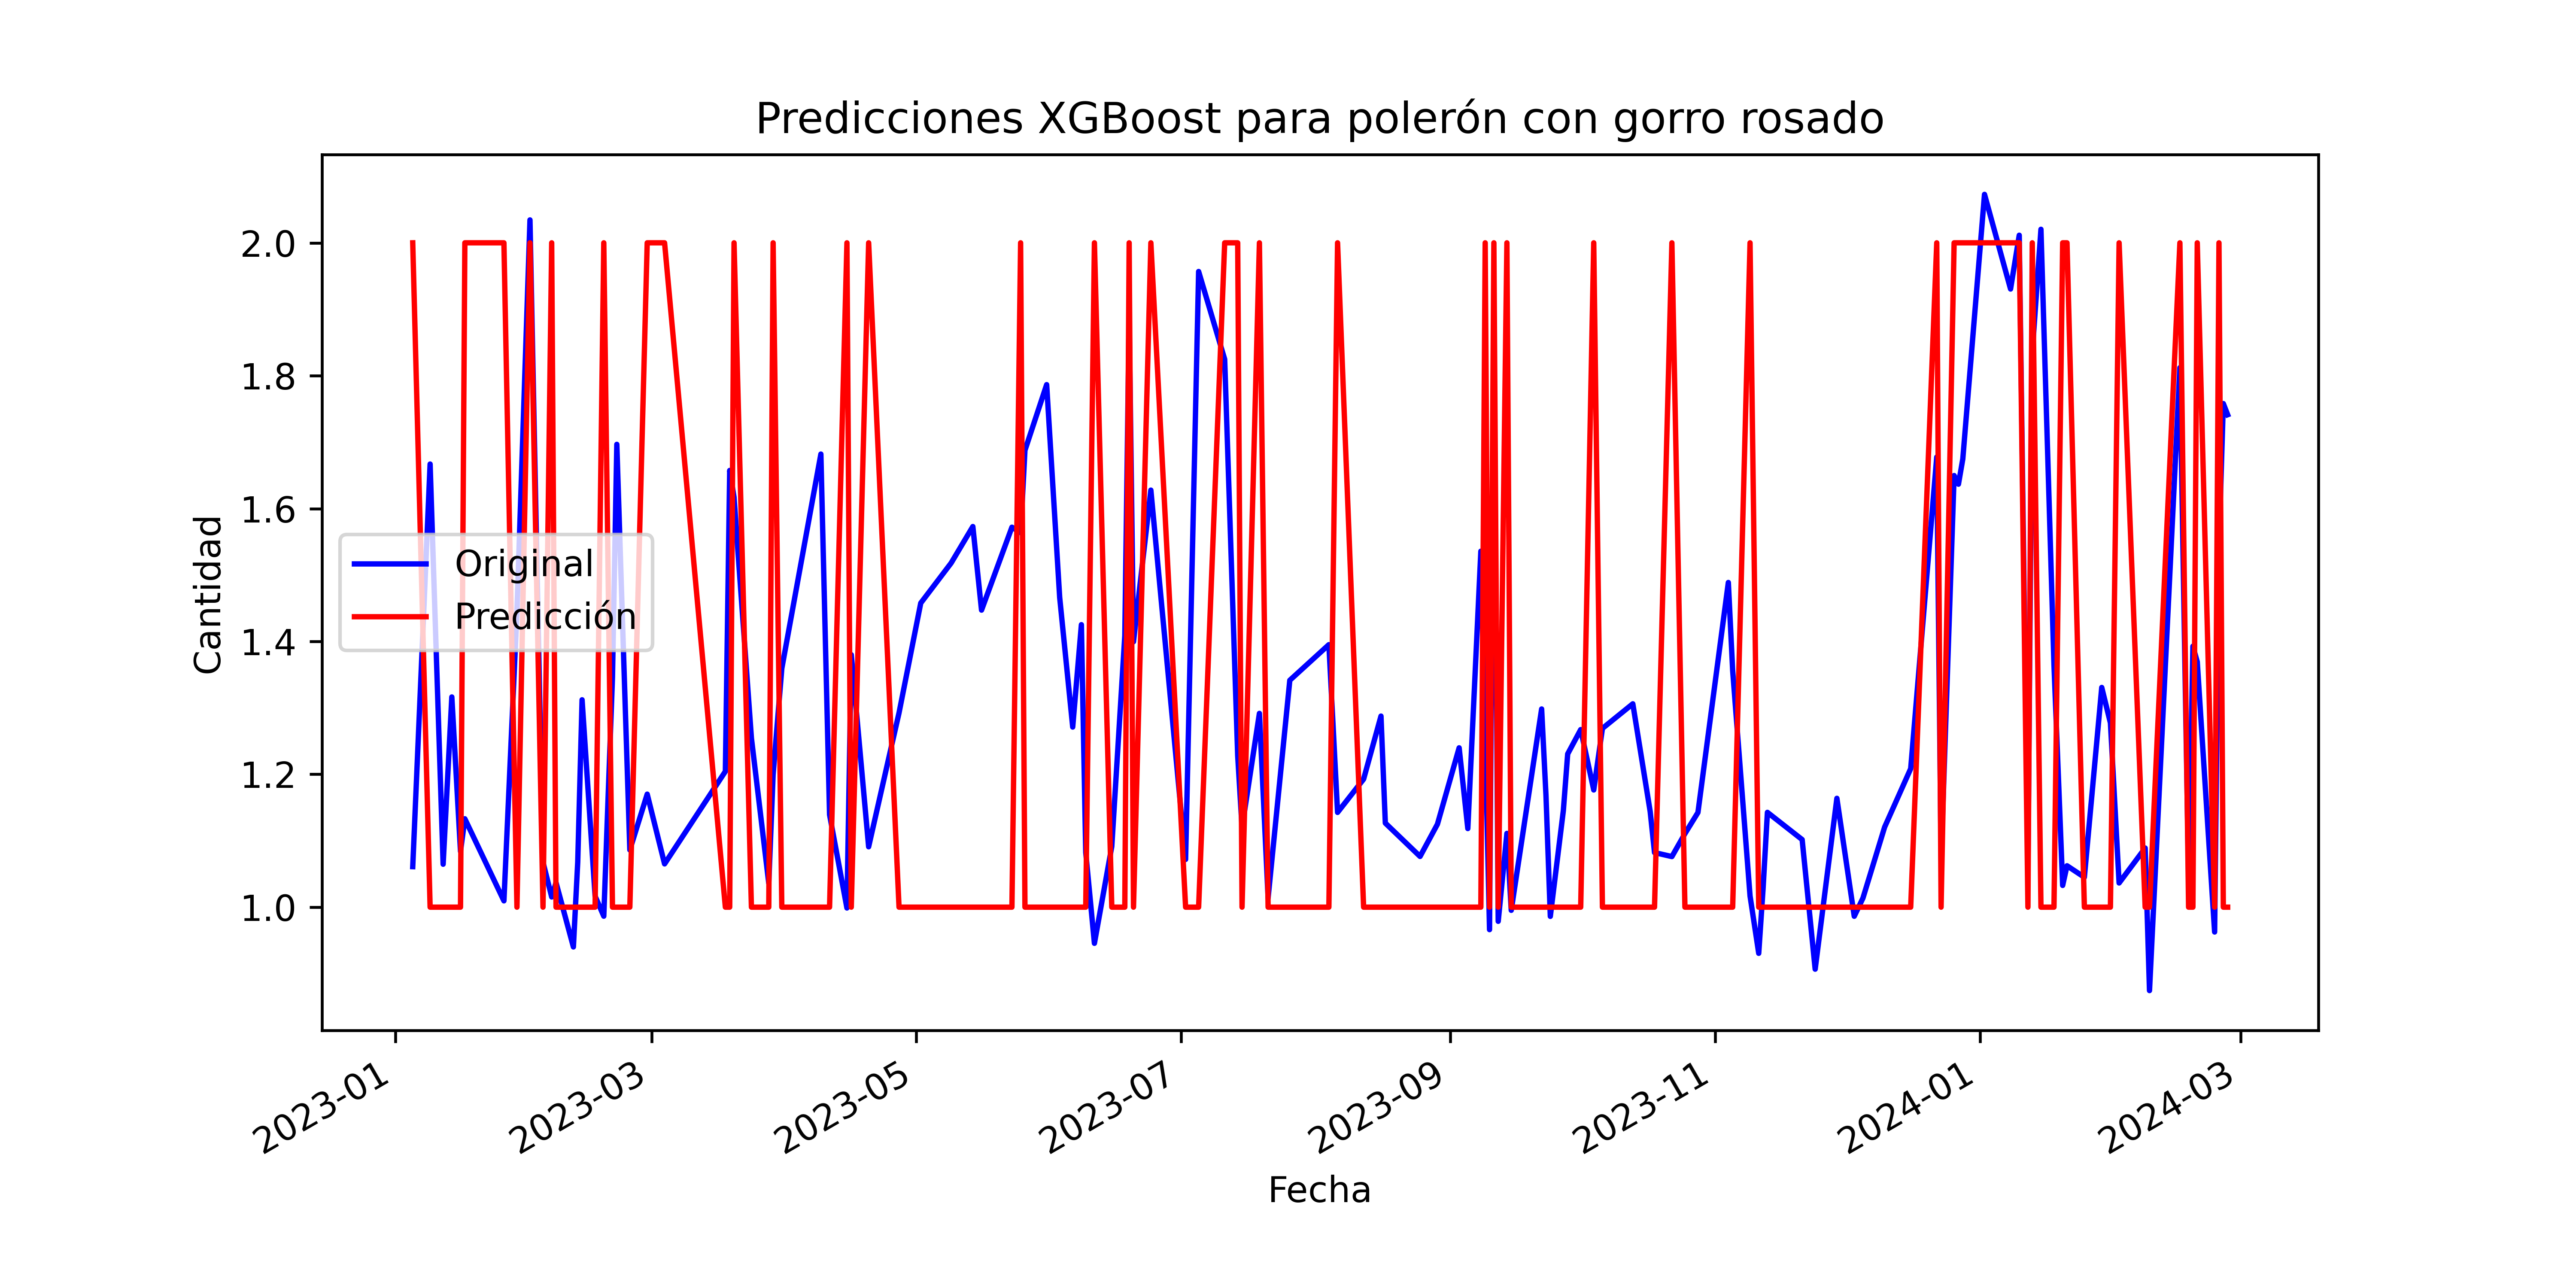 Predicciones XGBoost para polerón con gorro rosado
2.0
1.8
1.6
1.4
1.2
1.0
Cantidad
Original
Predicción
2023-01
2023-03
2023-05
2023-07
2023-09
2023-11
2024-01
2024-03
Fecha